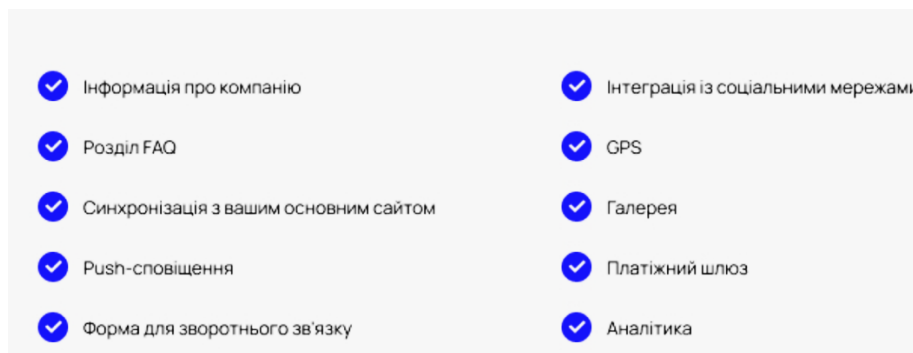 Інформація про компанію
Розділ FAQ
Синхронізація з вашим основним сайтом
Push-сповіщення
Форма для зворотнього зв'язку
Інтеграція із соціальними мережами
GPS
Галерея
Платіжний шлюз
Аналітика